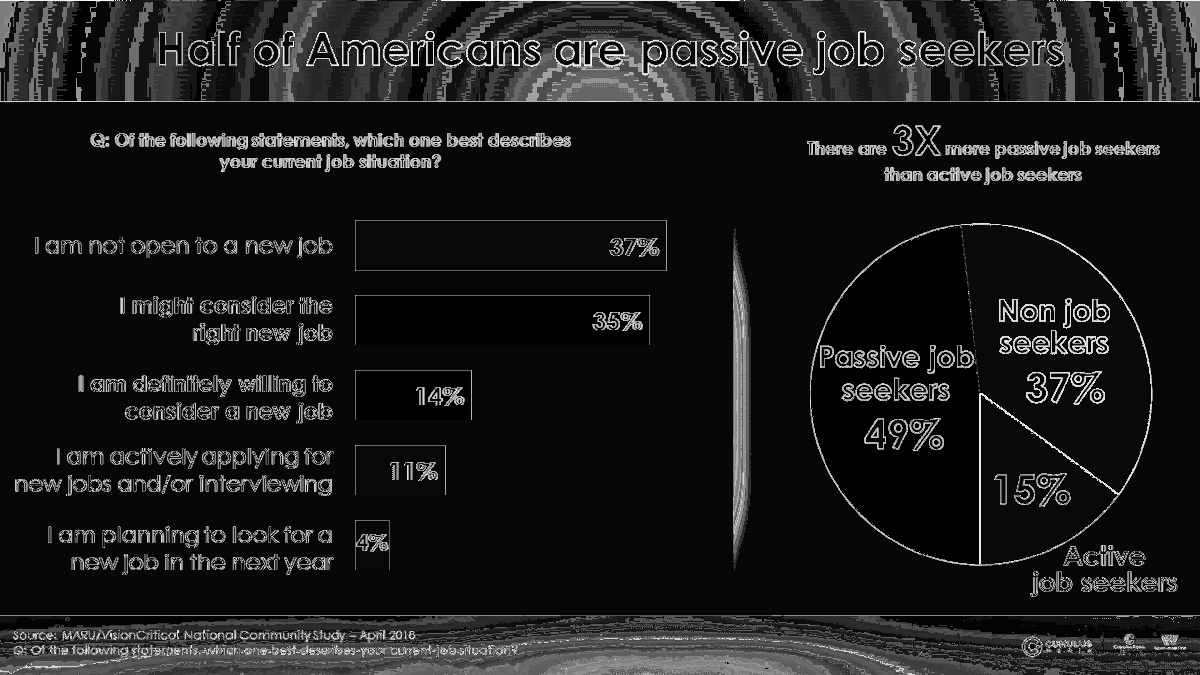 Half of Americans are passive job seekers
Q: Of the following statements, which one best describes
your current job situation?
There are 3X more passive job seekers
than active job seekers
I am not open to a new job
37%
I might consider the
right new job
35%
I am definitely willing to
consider a new job
14%
I am actively applying for
new jobs and/or interviewing
11%
I am planning to look for a
new job in the next year
4%
Non job
seekers
37%
Passive job
seekers
49%
15%
Active
job seekers
Source: MARU/VisionCritical National Community Study – April 2018
Q: Of the following statements, which one best describes your current job situation?
CUMULUS
MEDIA